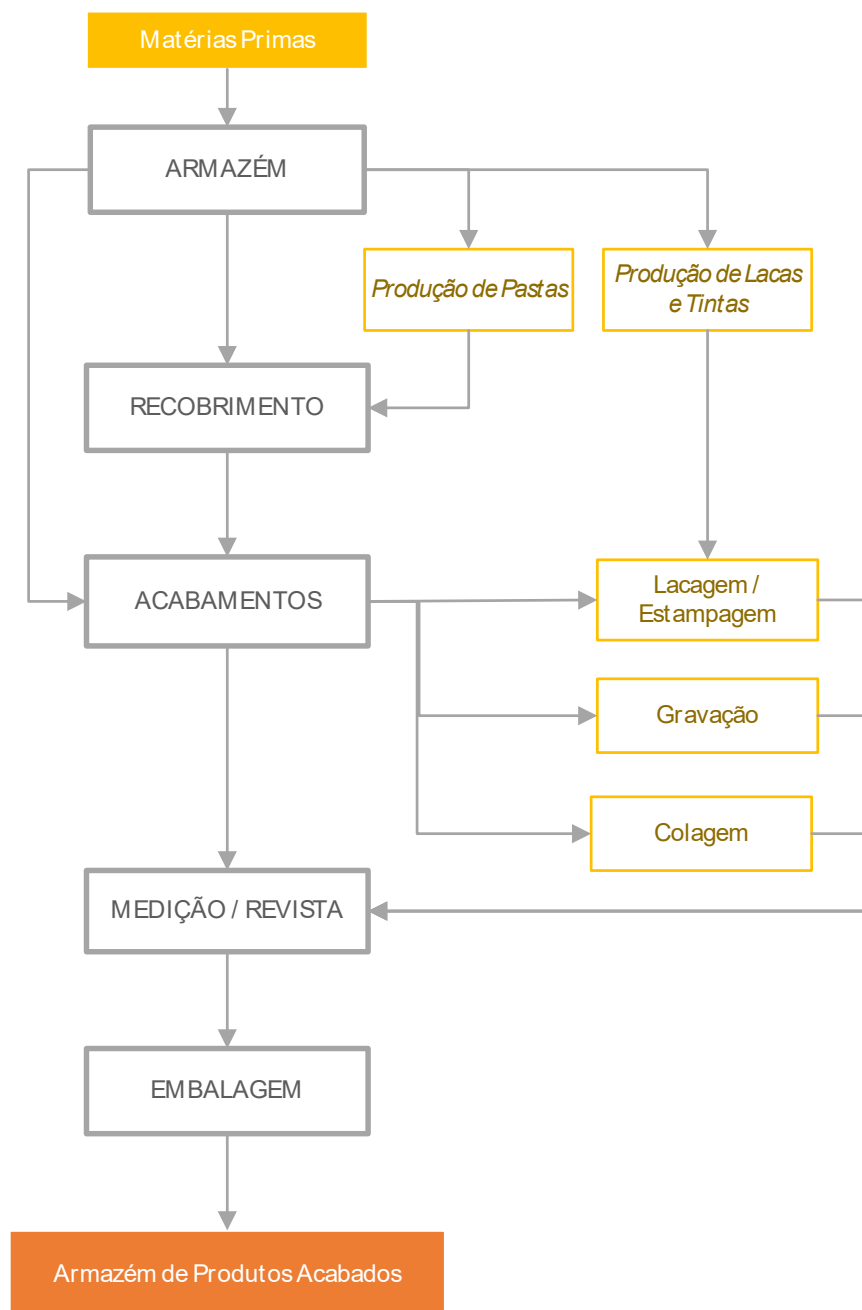 Matérias Primas
ARMAZÉM
Produção de Pastas
Produção de Lacas
e Tintas
RECOBRIMENTO
ACABAMENTOS
Lacagem /
Estampagem
Gravação
Colagem
MEDIÇÃO / REVISTA
EMBALAGEM
Armazém de Produtos Acabados